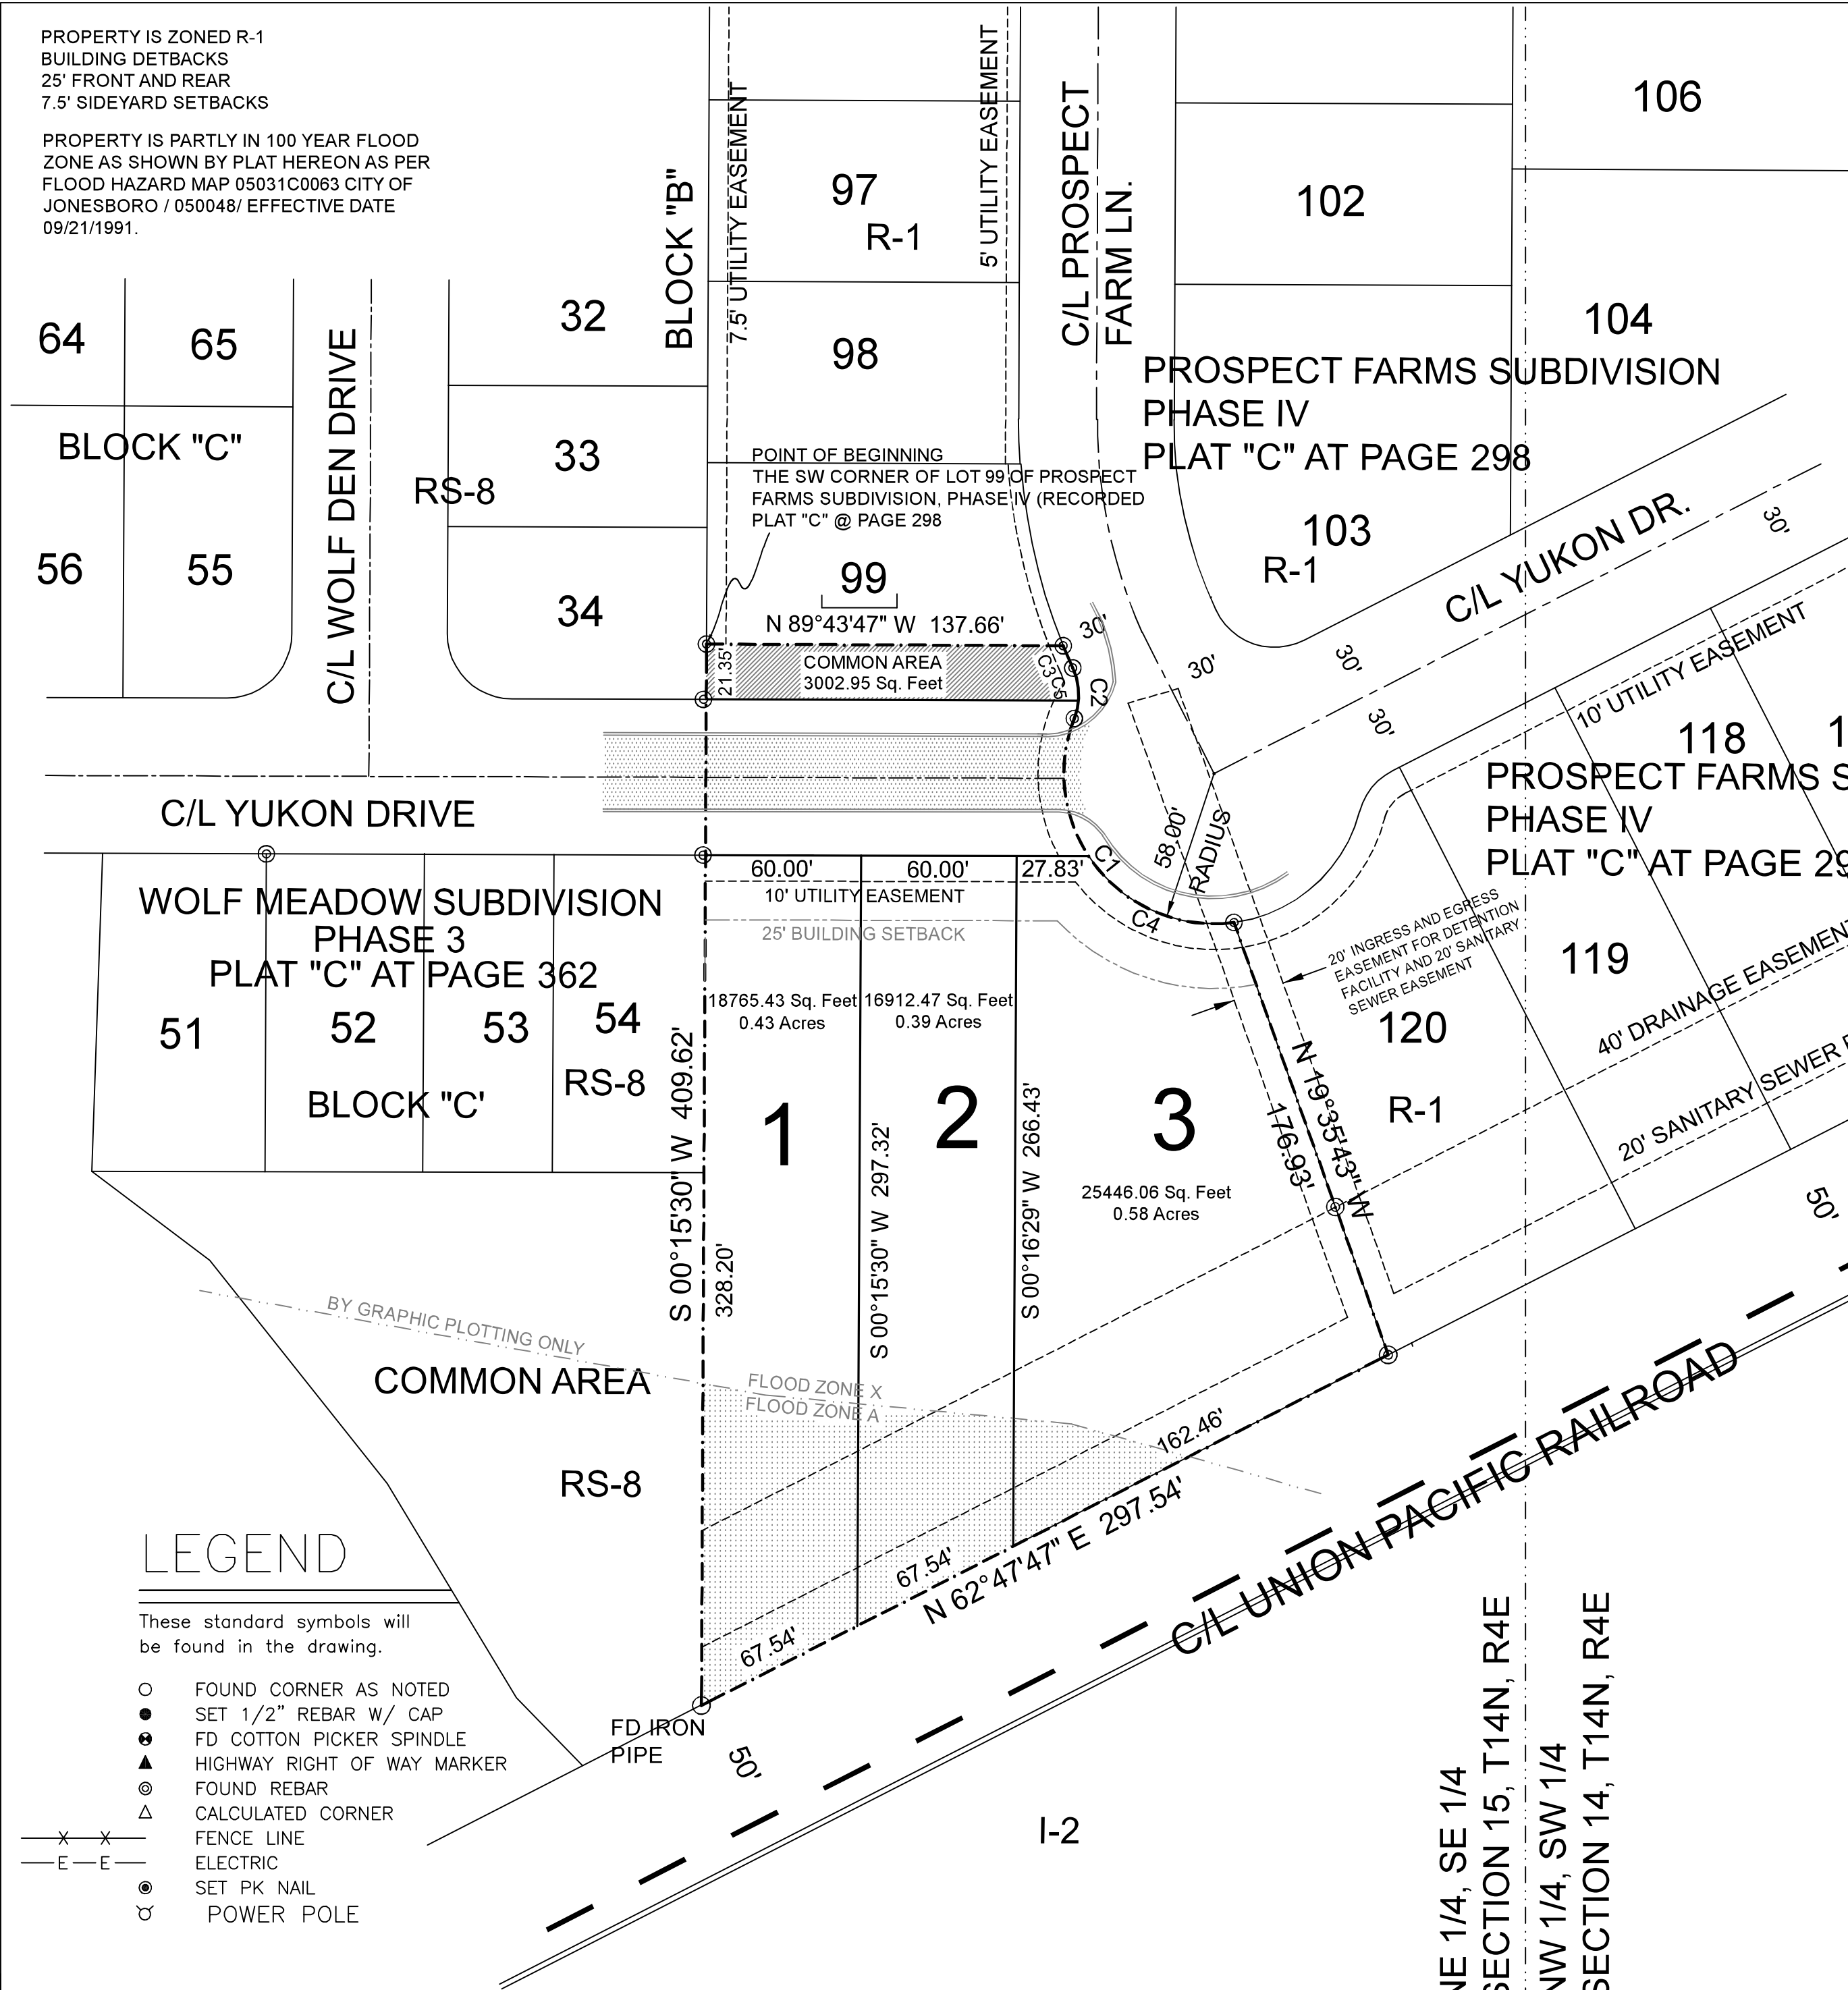 PROPERTY IS ZONED R-1
BUILDING DETBACKS
25' FRONT AND REAR
7.5' SIDEYARD SETBACKS
PROPERTY IS PARTLY IN 100 YEAR FLOOD
ZONE AS SHOWN BY PLAT HEREON AS PER
FLOOD HAZARD MAP 05031C0063 CITY OF
JONESBORO / 050048/ EFFECTIVE DATE
09/21/1991.
BLOCK "B"
7.5' UTILITY EASEMENT
97
R-1
5' UTILITY EASEMENT
C/L PROSPECT
FARM LN.
102
106
64
65
32
98
104
BLOCK "C"
C/L WOLF DEN DRIVE
RS-8
33
PROSPECT FARMS SUBDIVISION
PHASE IV
PLAT "C" AT PAGE 298
POINT OF BEGINNING
THE SW CORNER OF LOT 99 OF PROSPECT
FARMS SUBDIVISION, PHASE IV (RECORDED
PLAT "C" @ PAGE 298
56
55
34
99
103
R-1
C/L YUKON DR.
30'
N 89°43'47" W 137.66'
30'
30'
30'
30'
21.35'
COMMON AREA
3002.95 Sq. Feet
C3
C5
C2
10' UTILITY EASEMENT
118
1
PROSPECT FARMS S
PHASE IV
PLAT "C" AT PAGE 29
C/L YUKON DRIVE
58.00'
RADIUS
C1
C4
60.00'
60.00'
27.83'
10' UTILITY EASEMENT
25' BUILDING SETBACK
WOLF MEADOW SUBDIVISION
PHASE 3
PLAT "C" AT PAGE 362
20' INGRESS AND EGRESS
EASEMENT FOR DETENTION
FACILITY AND 20' SANITARY
SEWER EASEMENT
119
40' DRAINAGE EASEMENT
20' SANITARY SEWER E
51
52
53
54
RS-8
BLOCK "C'
18765.43 Sq. Feet
0.43 Acres
16912.47 Sq. Feet
0.39 Acres
120
R-1
1
2
3
25446.06 Sq. Feet
0.58 Acres
S 00°15'30" W 409.62'
328.20'
S 00°15'30" W 297.32'
S 00°16'29" W 266.43'
N 19°35'43" W
176.93'
50'
BY GRAPHIC PLOTTING ONLY
COMMON AREA
FLOOD ZONE X
FLOOD ZONE A
RS-8
162.46'
67.54'
67.54'
N 62°47'47" E 297.54'
C/L UNION PACIFIC RAILROAD
FD IRON
PIPE
50'
I-2
NE 1/4, SE 1/4
SECTION 15, T14N, R4E
NW 1/4, SW 1/4
SECTION 14, T14N, R4E
LEGEND
These standard symbols will
be found in the drawing.
FOUND CORNER AS NOTED
SET 1/2" REBAR W/ CAP
FD COTTON PICKER SPINDLE
HIGHWAY RIGHT OF WAY MARKER
FOUND REBAR
CALCULATED CORNER
X X FENCE LINE
E E ELECTRIC
SET PK NAIL
POWER POLE